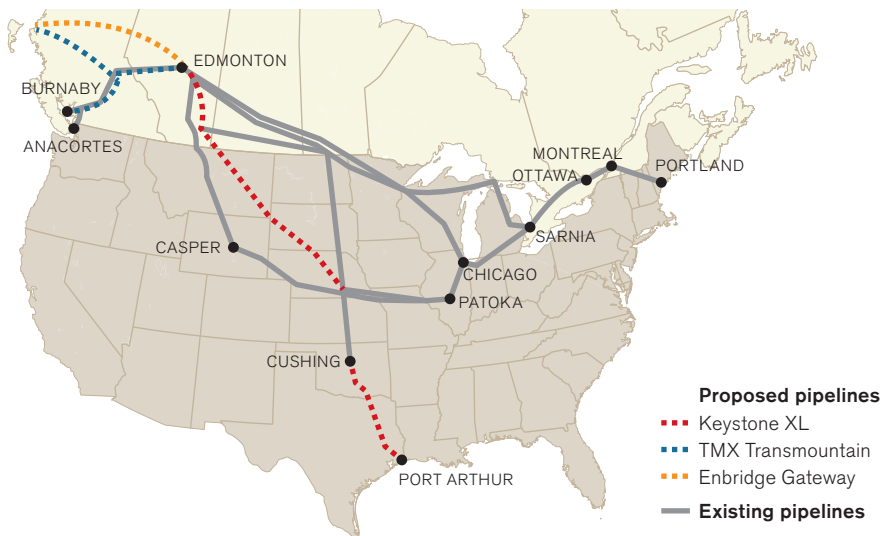 EDMONTON
BURNABY
ANACORTES
MONTREAL
OTTAWA
PORTLAND
SARNIA
CASPER
CHICAGO
PATOKA
CUSHING
PORT ARTHUR
Proposed pipelines
Keystone XL
TMX Transmountain
Enbridge Gateway
Existing pipelines